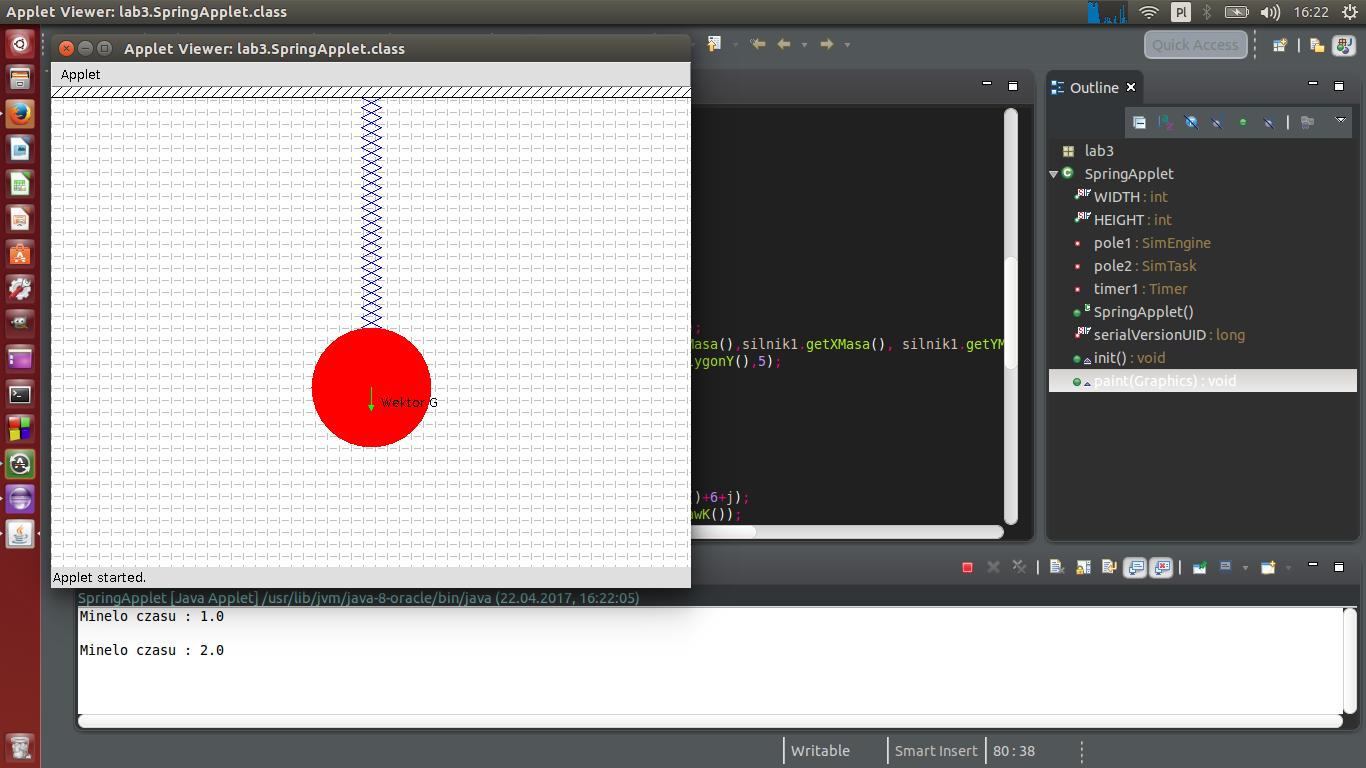 Applet Viewer: lab3.SpringApplet.class
Pl
16:22
Applet Viewer: lab3.SpringApplet.class
Applet
Wektor G
Applet started.
Quick Access
;
Masa(),silnik1.getXMasa(), silnik1.getYM
lygonY(),5);
)+6+j);
awK());
Outline
lab3
SpringApplet
WIDTH : int
HEIGHT : int
pole1 : SimEngine
pole2 : SimTask
timer1 : Timer
SpringApplet()
serialVersionUID : long
init() : void
paint(Graphics) : void
SpringApplet [Java Applet] /usr/lib/jvm/java-8-oracle/bin/java (22.04.2017, 16:22:05)
Minelo czasu : 1.0
Minelo czasu : 2.0
Writable
Smart Insert
80 : 38